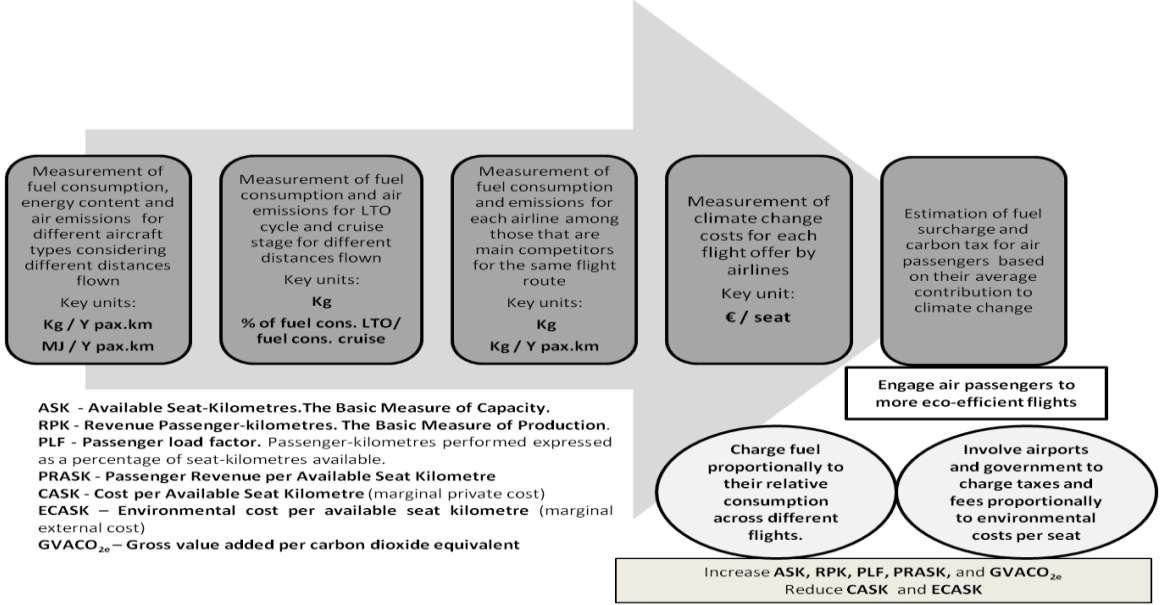 Measurement of
fuel consumption,
energy content and
air emissions for
different aircraft
types considering
different distances
flown
Key units:
Kg / Y pax.km
MJ / Y pax.km
Measurement of fuel
consumption and air
emissions for LTO
cycle and cruise
stage for different
distances flown
Key units:
Kg
% of fuel cons. LTO/
fuel cons. cruise
Measurement of
fuel consumption
and emissions for
each airline among
those that are
main competitors
for the same flight
route
Key units:
Kg
Kg / Y pax.km
Measurement of
climate change
costs for each
flight offer by
airlines
Key unit:
€ / seat
Estimation of fuel
surcharge and
carbon tax for air
passengers based
on their average
contribution to
climate change
Engage air passengers to
more eco-efficient flights
ASK - Available Seat-Kilometres.The Basic Measure of Capacity.
RPK - Revenue Passenger-kilometres. The Basic Measure of Production.
PLF - Passenger load factor. Passenger-kilometres performed expressed
as a percentage of seat-kilometres available.
PRASK - Passenger Revenue per Available Seat Kilometre
CASK - Cost per Available Seat Kilometre (marginal private cost)
ECASK – Environmental cost per available seat kilometre (marginal
external cost)
GVACO2e – Gross value added per carbon dioxide equivalent
Charge fuel
proportionally to
their relative
consumption
across different
flights.
Involve airports
and government to
charge taxes and
fees proportionally
to environmental
costs per seat
Increase ASK, RPK, PLF, PRASK, and GVACO2e
Reduce CASK and ECASK